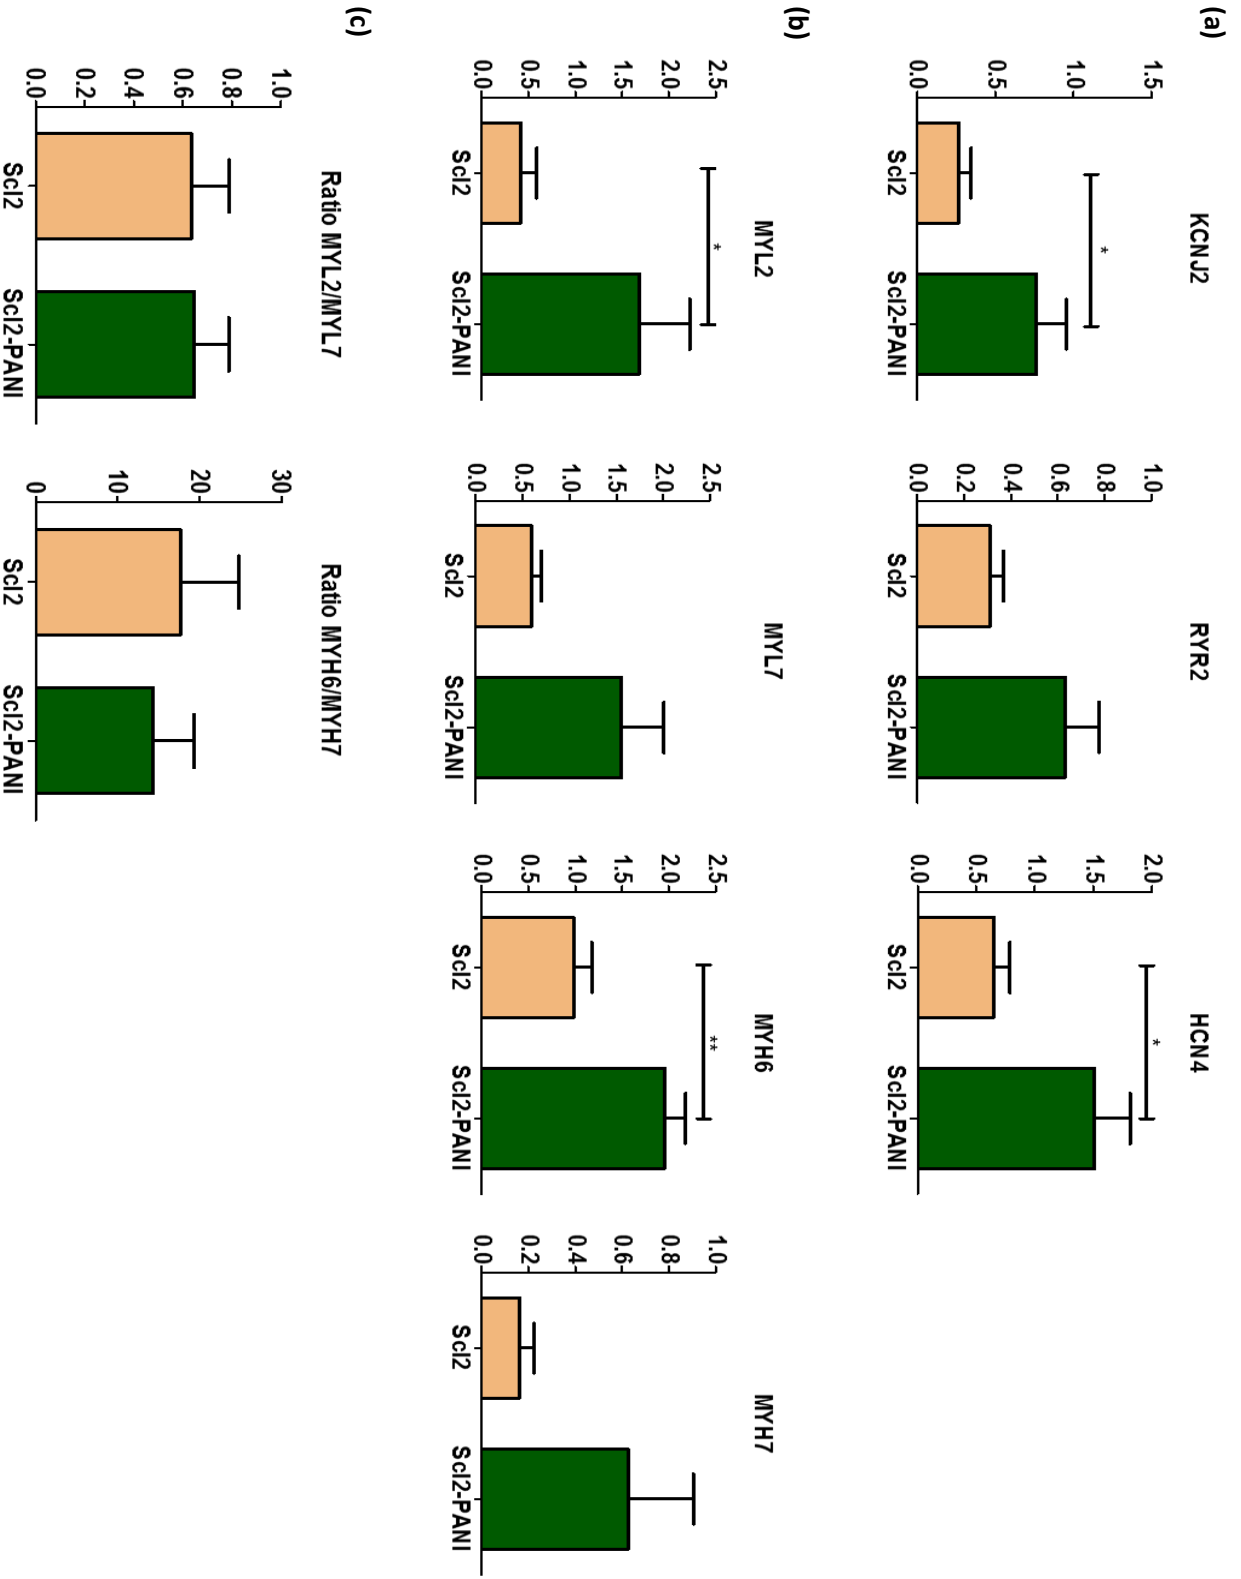 (a)
KCNJ2
1.5
1.0
0.5
0.0
*
Scl2
Scl2-PANI
RYR2
1.0
0.8
0.6
0.4
0.2
0.0
Scl2
Scl2-PANI
HCN4
2.0
1.5
1.0
0.5
0.0
*
Scl2
Scl2-PANI
(b)
MYL2
2.5
2.0
1.5
1.0
0.5
0.0
*
Scl2
Scl2-PANI
MYL7
2.5
2.0
1.5
1.0
0.5
0.0
Scl2
Scl2-PANI
MYH6
2.5
2.0
1.5
1.0
0.5
0.0
**
Scl2
Scl2-PANI
MYH7
1.0
0.8
0.6
0.4
0.2
0.0
Scl2
Scl2-PANI
(c)
Ratio MYL2/MYL7
1.0
0.8
0.6
0.4
0.2
0.0
Scl2
Scl2-PANI
Ratio MYH6/MYH7
30
20
10
0
Scl2
Scl2-PANI